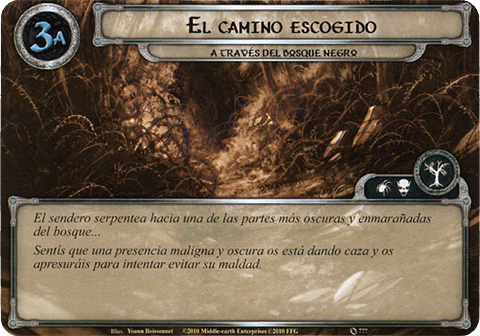 3A
El camino escogido
A través del Bosque Negro
El sendero serpentea hacia una de las partes más oscuras y enmarañadas
del bosque...
Sentis que una presencia maligna y oscura os está dando caza y os
apresuráis para intentar evitar su maldad.
Illus. Yoann Boissonnet ©2010 Middle-earth Enterprises ©2010 FFG